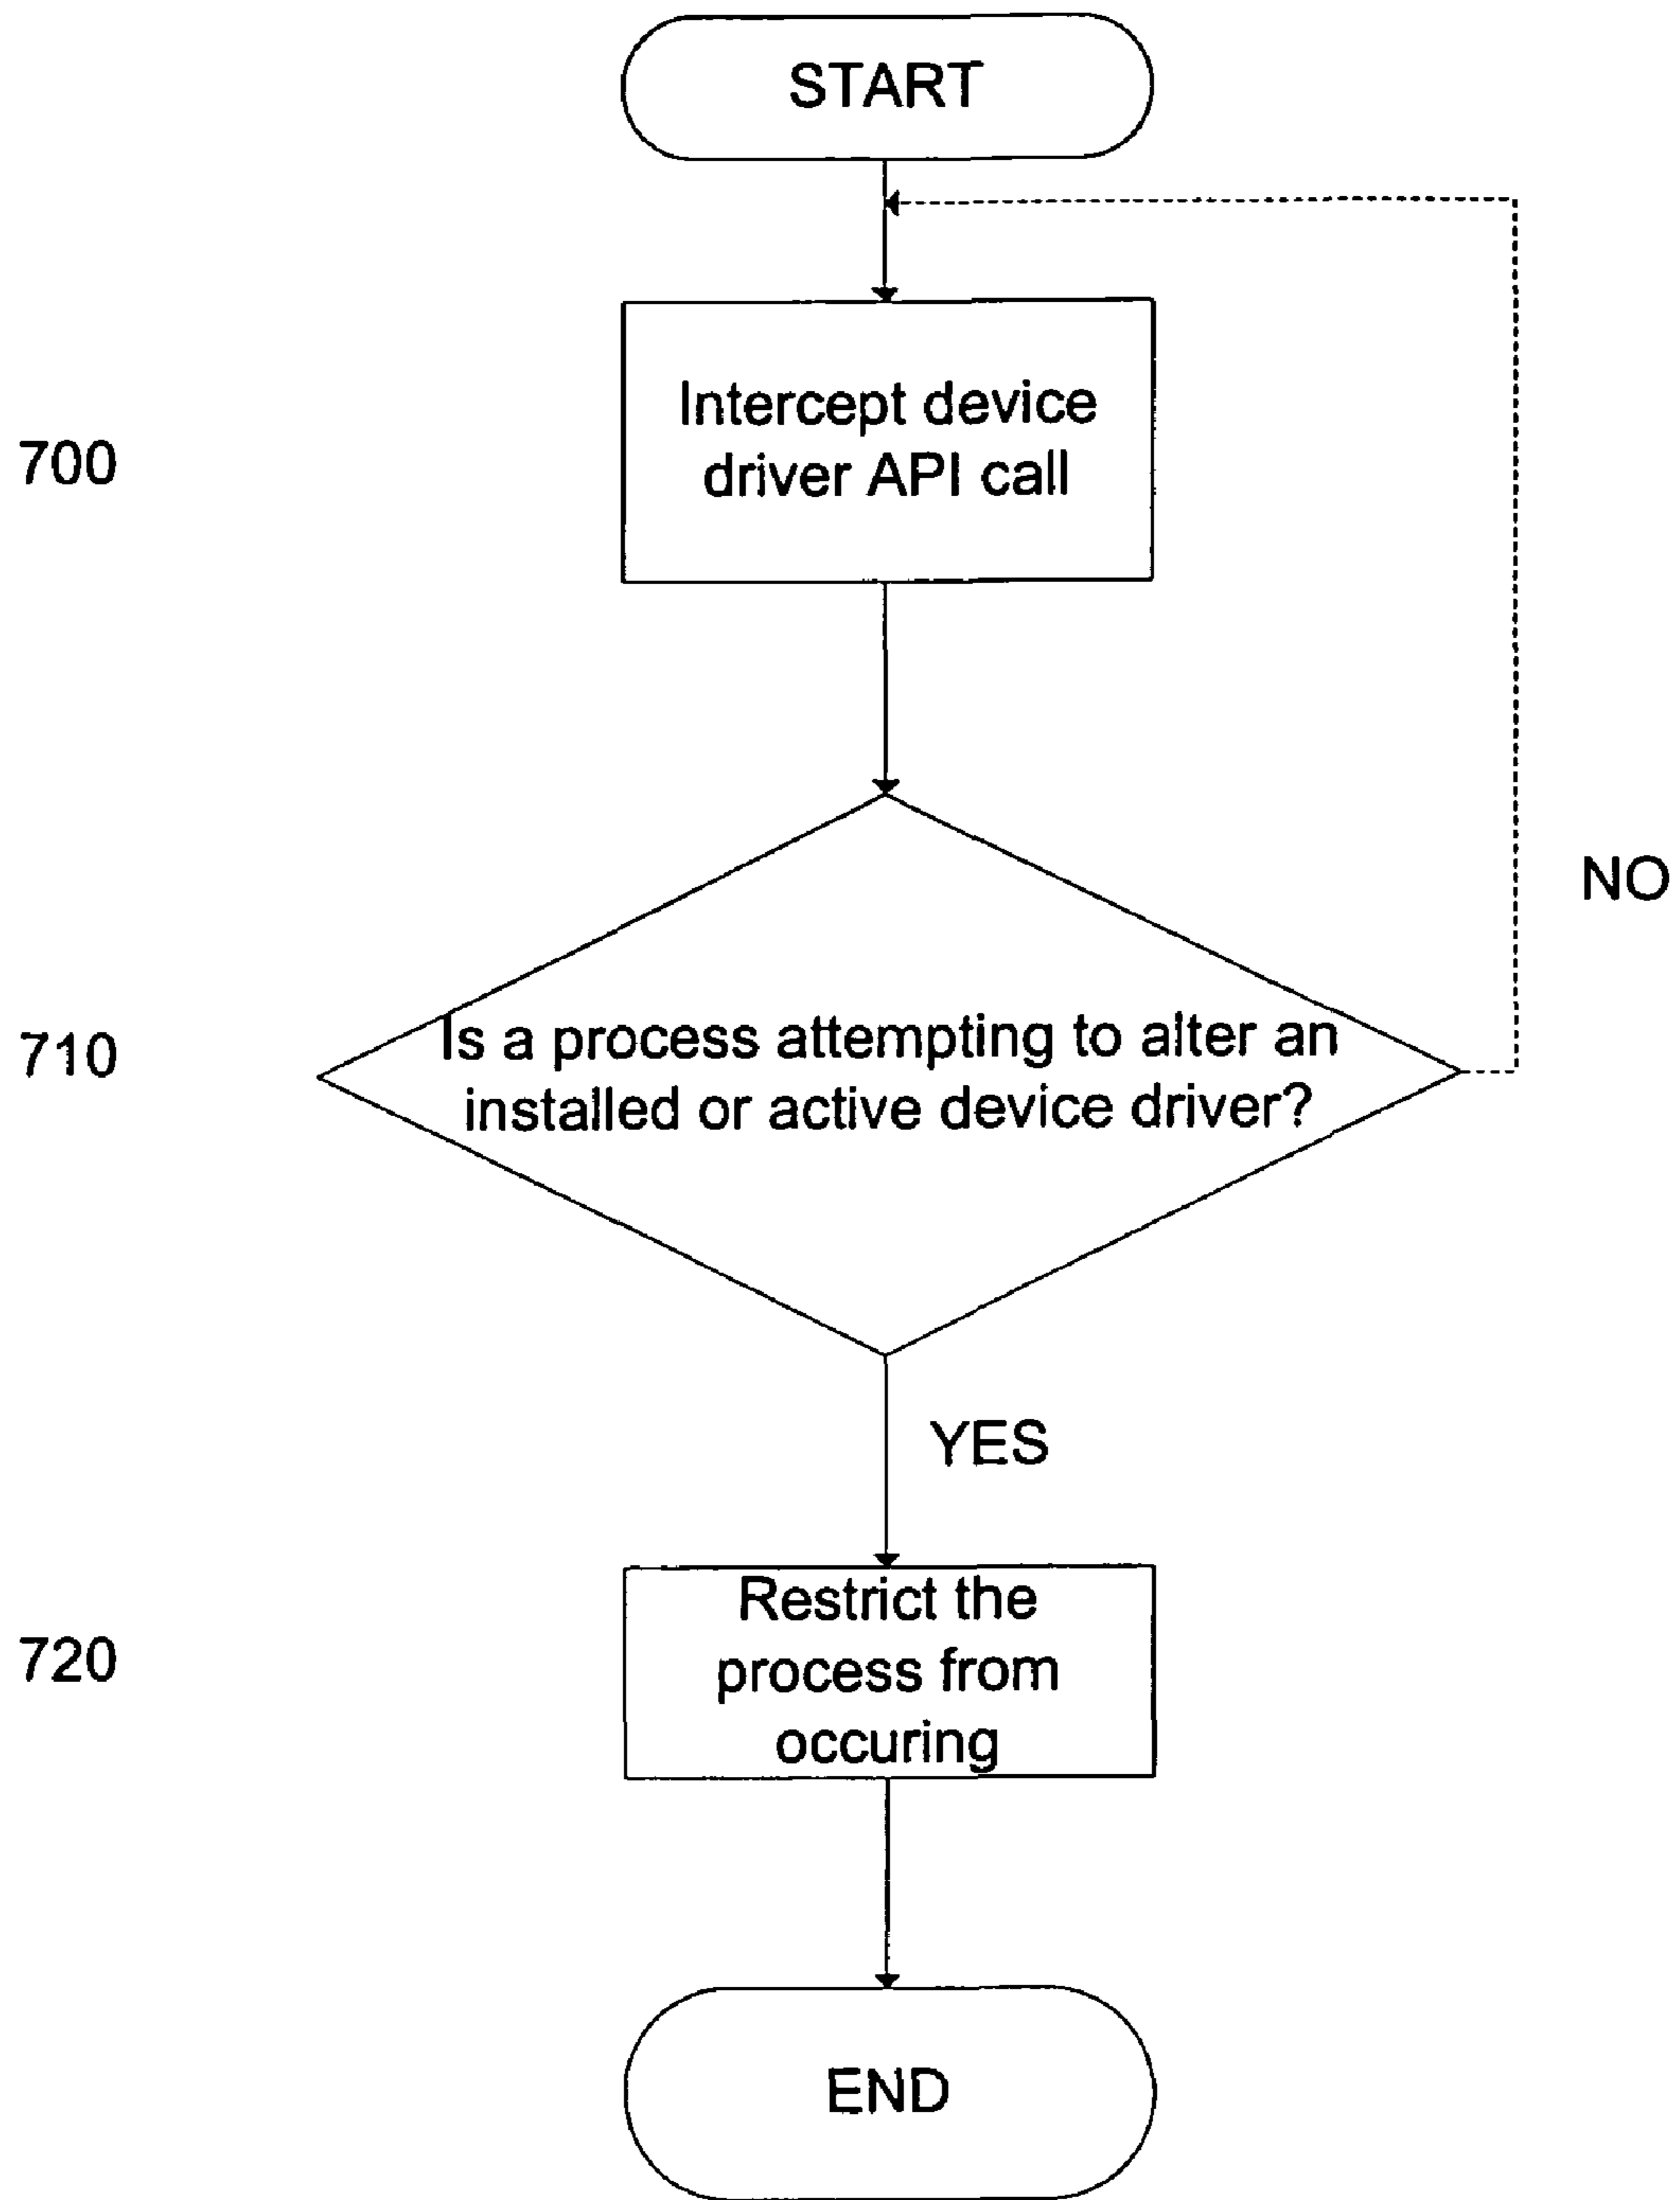 START
700
Intercept device
driver API call
NO
710
Is a process attempting to alter an
installed or active device driver?
YES
720
Restrict the
process from
occuring
END